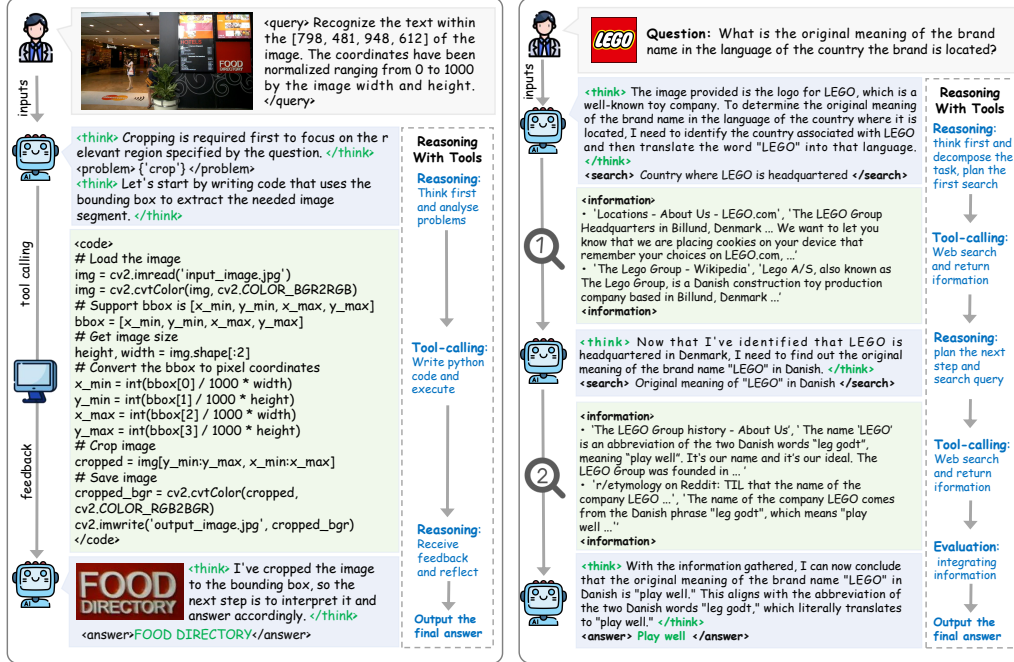 <query> Recognize the text within
the [798, 481, 948, 612] of the
image. The coordinates have been
normalized ranging from 0 to 1000
by the image width and height.
</query>
FOOD
DIRECTORY
inputs
<think> Cropping is required first to focus on the r
elevant region specified by the question. </think>
<problem> {'crop'} </problem>
<think> Let's start by writing code that uses the
bounding box to extract the needed image
segment. </think>
AI
tool calling
<code>
# Load the image
img = cv2.imread('input_image.jpg')
img = cv2.cvtColor(img, cv2.COLOR_BGR2RGB)
# Support bbox is [x_min, y_min, x_max, y_max]
bbox = [x_min, y_min, x_max, y_max]
# Get image size
height, width = img.shape[:2]
# Convert the bbox to pixel coordinates
x_min = int(bbox[0] / 1000 * width)
y_min = int(bbox[1] / 1000 * height)
x_max = int(bbox[2] / 1000 * width)
y_max = int(bbox[3] / 1000 * height)
# Crop image
cropped = img[y_min:y_max, x_min:x_max]
# Save image
cropped_bgr = cv2.cvtColor(cropped,
cv2.COLOR_RGB2BGR)
cv2.imwrite('output_image.jpg', cropped_bgr)
</code>
feedback
AI
FOOD
DIRECTORY
<think> I've cropped the image
to the bounding box, so the
next step is to interpret it and
answer accordingly. </think>
<answer>FOOD DIRECTORY</answer>
Reasoning
With Tools
Reasoning:
Think first
and analyse
problems
Tool-calling:
Write python
code and
execute
Reasoning:
Receive
feedback
and reflect
Output the
final answer
LEGO
Question: What is the original meaning of the brand
name in the language of the country the brand is located?
inputs
AI
<think> The image provided is the logo for LEGO, which is a
well-known toy company. To determine the original meaning
of the brand name in the language of the country where it is
located, I need to identify the country associated with LEGO
and then translate the word "LEGO" into that language.
</think>
<search> Country where LEGO is headquartered </search>
1
<information>
• 'Locations - About Us - LEGO.com', 'The LEGO Group
Headquarters in Billund, Denmark ... We want to let you
know that we are placing cookies on your device that
remember your choices on LEGO.com, ...'
• 'The Lego Group - Wikipedia', 'Lego A/S, also known as
The Lego Group, is a Danish construction toy production
company based in Billund, Denmark ...'
<information>
AI
<think> Now that I've identified that LEGO is
headquartered in Denmark, I need to find out the original
meaning of the brand name "LEGO" in Danish. </think>
<search> Original meaning of "LEGO" in Danish </search>
2
<information>
• 'The LEGO Group history - About Us', ' The name 'LEGO'
is an abbreviation of the two Danish words "leg godt",
meaning "play well". It's our name and it's our ideal. The
LEGO Group was founded in ... '
• 'r/etymology on Reddit: TIL that the name of the
company LEGO ...', 'The name of the company LEGO comes
from the Danish phrase "leg godt", which means "play
well ...'
<information>
AI
<think> With the information gathered, I can now conclude
that the original meaning of the brand name "LEGO" in
Danish is "play well." This aligns with the abbreviation of
the two Danish words "leg godt," which literally translates
to "play well." </think>
<answer> Play well </answer>
Reasoning
With Tools
Reasoning:
think first and
decompose the
task, plan the
first search
Tool-calling:
Web search
and return
iformation
Reasoning:
plan the next
step and
search query
Tool-calling:
Web search
and return
iformation
Evaluation:
integrating
information
Output the
final answer